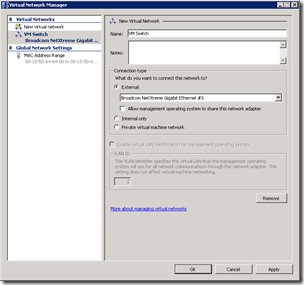 Virtual Network Manager
Virtual Networks
New virtual network
VM Switch
Broadcom NetXtreme Gigabit ...
Global Network Settings
MAC Address Range
00-15-5D-64-64-00 to 00-15-5D-6...
New Virtual Network
Name:
VM Switch
Notes:
Connection type
What do you want to connect this network to?
External:
Broadcom NetXtreme Gigabit Ethernet #3
Allow management operating system to share this network adapter
Internal only
Private virtual machine network
Enable virtual LAN identification for management operating system
VLAN ID
The VLAN identifier specifies the virtual LAN that the management
operating system will use for all network communications through this network adapter. This
setting does not affect virtual machine networking.
Remove
More about managing virtual networks
OK
Cancel
Apply